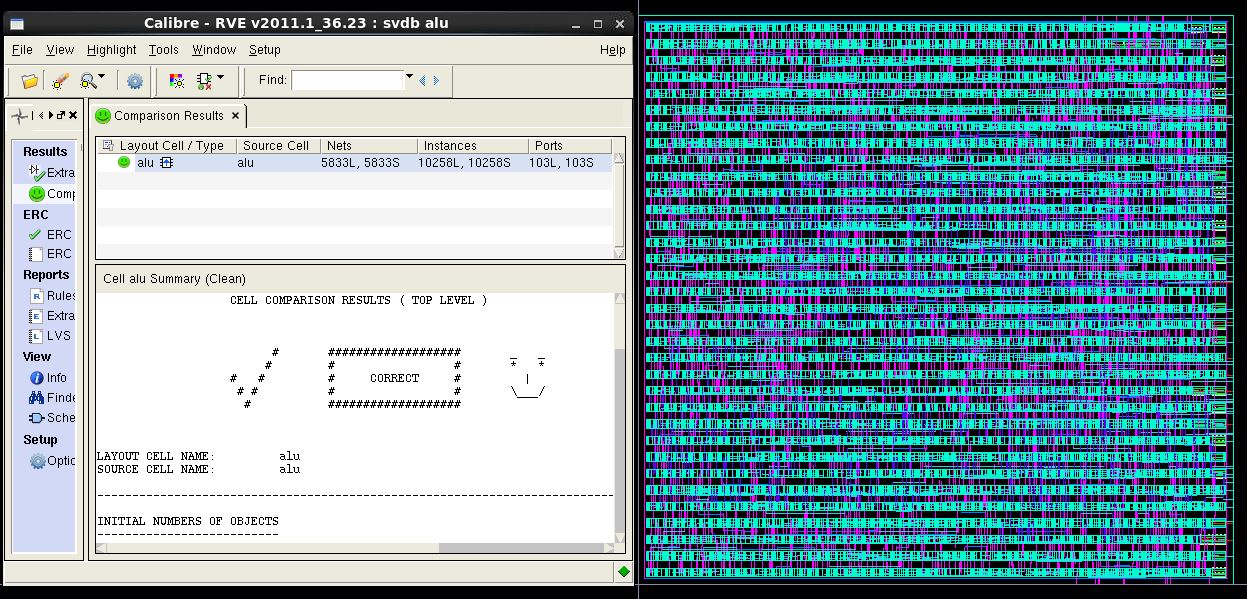 Calibre - RVE v2011.1_36.23 : svdb alu
File View Highlight Tools Window Setup Help
Find:
Comparison Results
Results
Extra
Comp
ERC
ERC
ERC
Reports
Rules
Extra
LVS
View
Info
Finde
Sche
Setup
Optic
Layout Cell / Type Source Cell Nets Instances Ports
alu alu 5833L, 5833S 10258L, 10258S 103L, 103S
Cell alu Summary (Clean)
CELL COMPARISON RESULTS ( TOP LEVEL )
CORRECT
LAYOUT CELL NAME: alu
SOURCE CELL NAME: alu
INITIAL NUMBERS OF OBJECTS